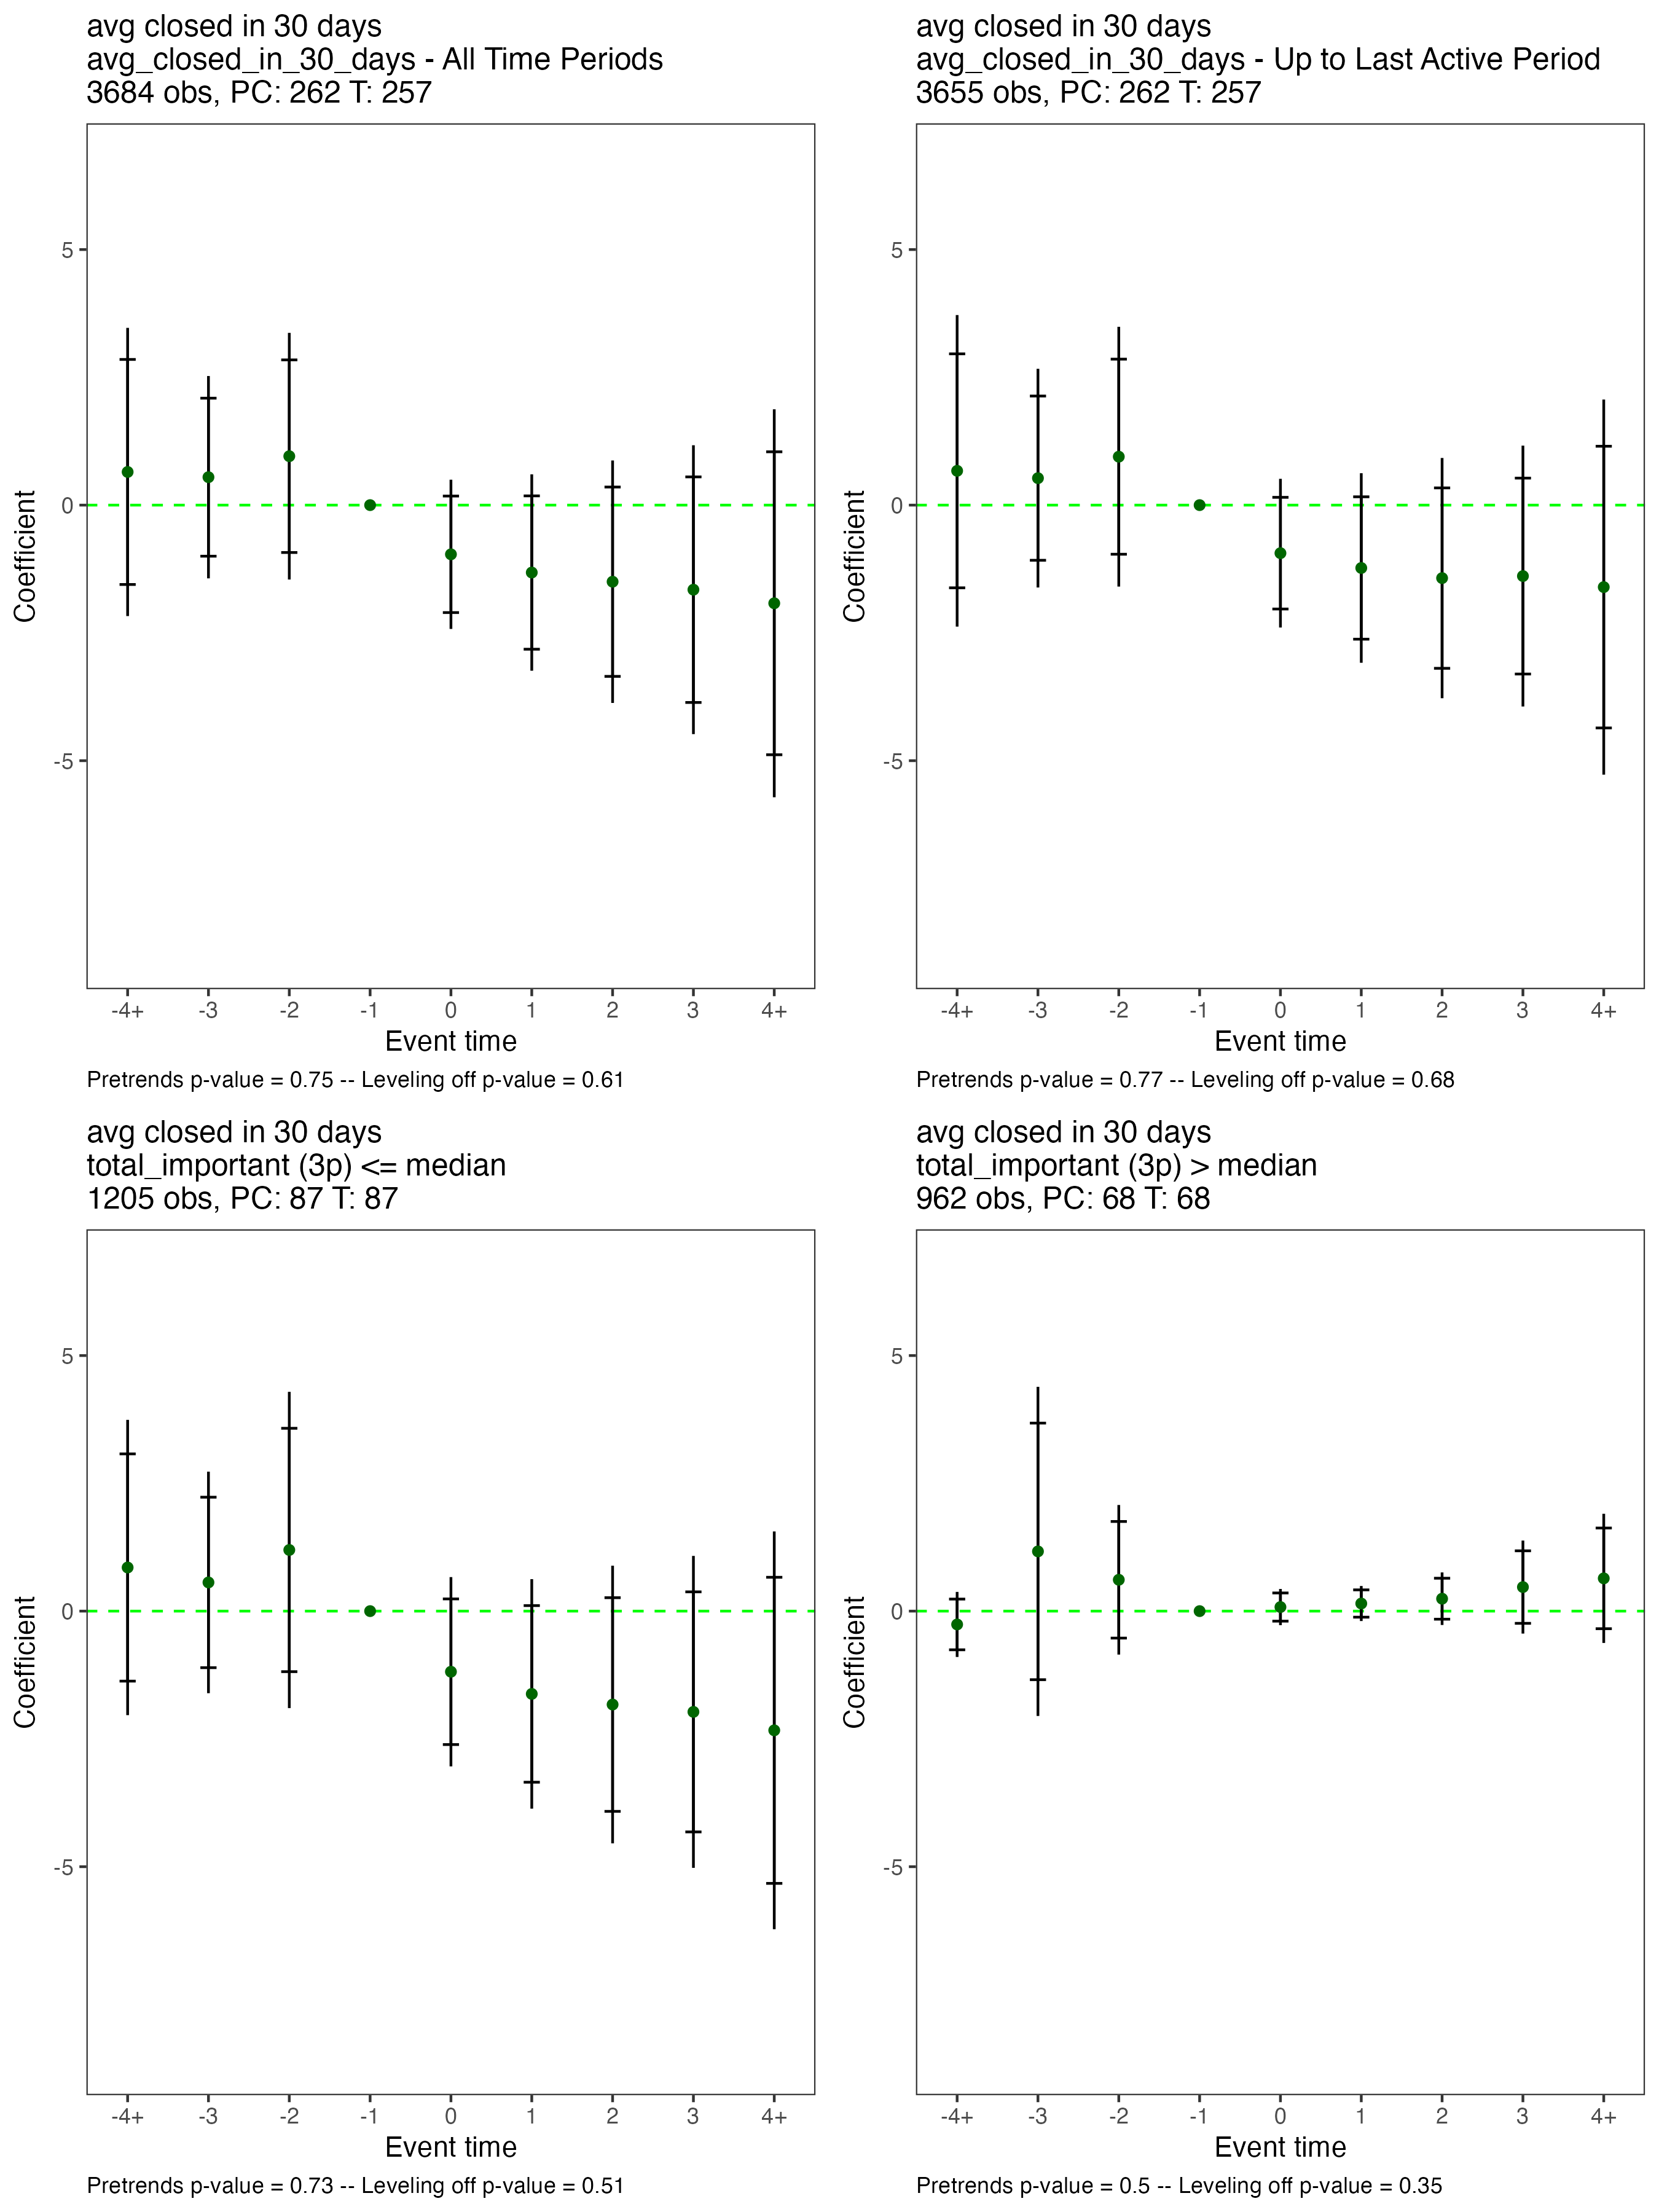 avg closed in 30 days
avg_closed_in_30_days - All Time Periods
3684 obs, PC: 262 T: 257
Coefficient
5
0
-5
-4+ -3 -2 -1 0 1 2 3 4+
Event time
Pretrends p-value = 0.75 -- Leveling off p-value = 0.61
avg closed in 30 days
avg_closed_in_30_days - Up to Last Active Period
3655 obs, PC: 262 T: 257
Coefficient
5
0
-5
-4+ -3 -2 -1 0 1 2 3 4+
Event time
Pretrends p-value = 0.77 -- Leveling off p-value = 0.68
avg closed in 30 days
total_important (3p) <= median
1205 obs, PC: 87 T: 87
Coefficient
5
0
-5
-4+ -3 -2 -1 0 1 2 3 4+
Event time
Pretrends p-value = 0.73 -- Leveling off p-value = 0.51
avg closed in 30 days
total_important (3p) > median
962 obs, PC: 68 T: 68
Coefficient
5
0
-5
-4+ -3 -2 -1 0 1 2 3 4+
Event time
Pretrends p-value = 0.5 -- Leveling off p-value = 0.35